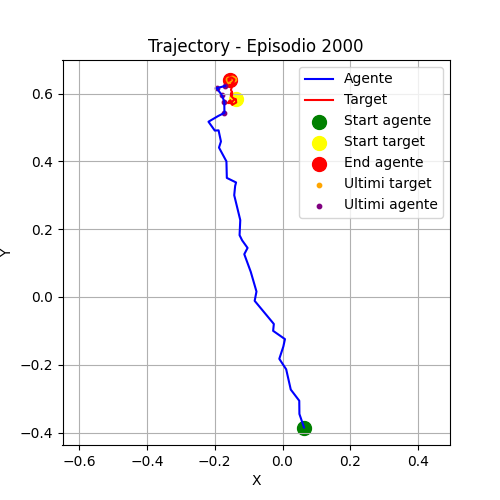 Trajectory - Episodio 2000
Agente
Target
Start agente
Start target
End agente
Ultimi target
Ultimi agente
Y
0.6
0.4
0.2
0.0
−0.2
−0.4
−0.6
−0.4
−0.2
0.0
0.2
0.4
X